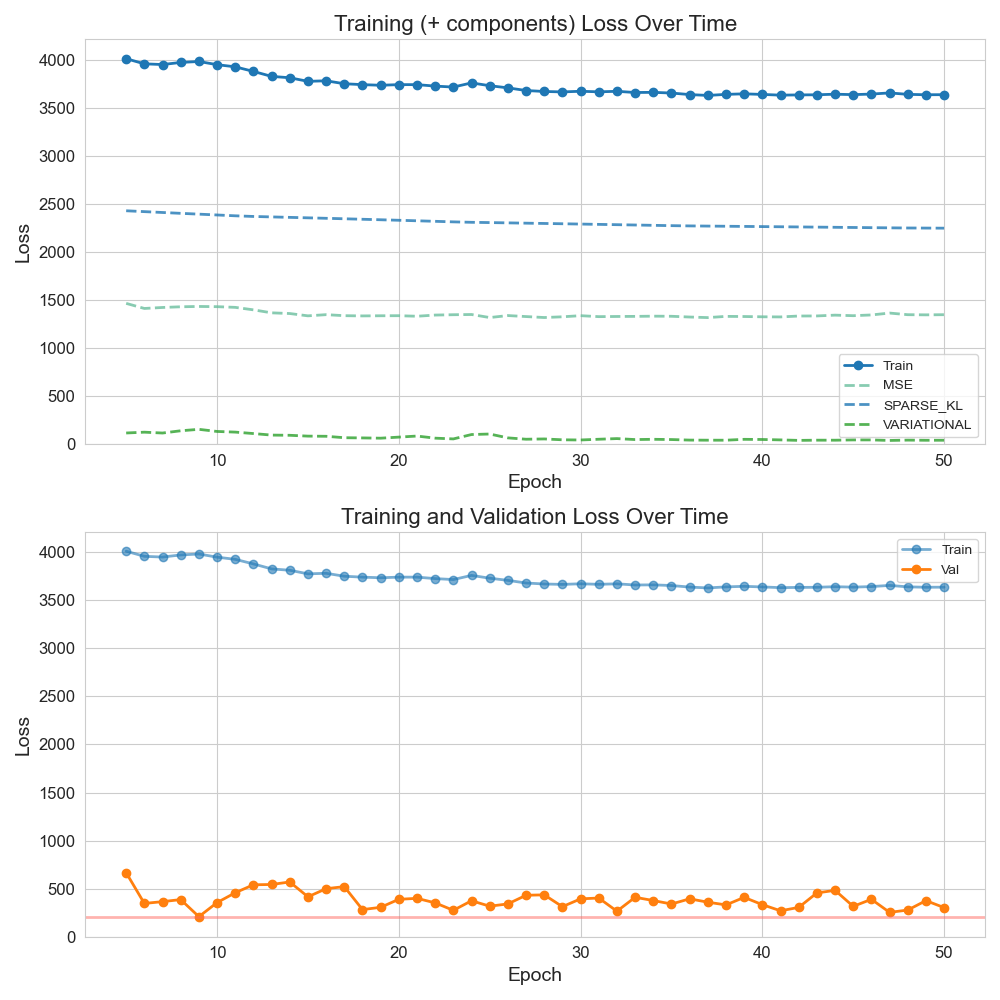 Training (+ components) Loss Over Time
4000
3500
3000
2500
2000
1500
1000
500
0
Loss
10 20 30 40 50
Epoch
Train
MSE
SPARSE_KL
VARIATIONAL
Training and Validation Loss Over Time
4000
3500
3000
2500
2000
1500
1000
500
0
Loss
10 20 30 40 50
Epoch
Train
Val